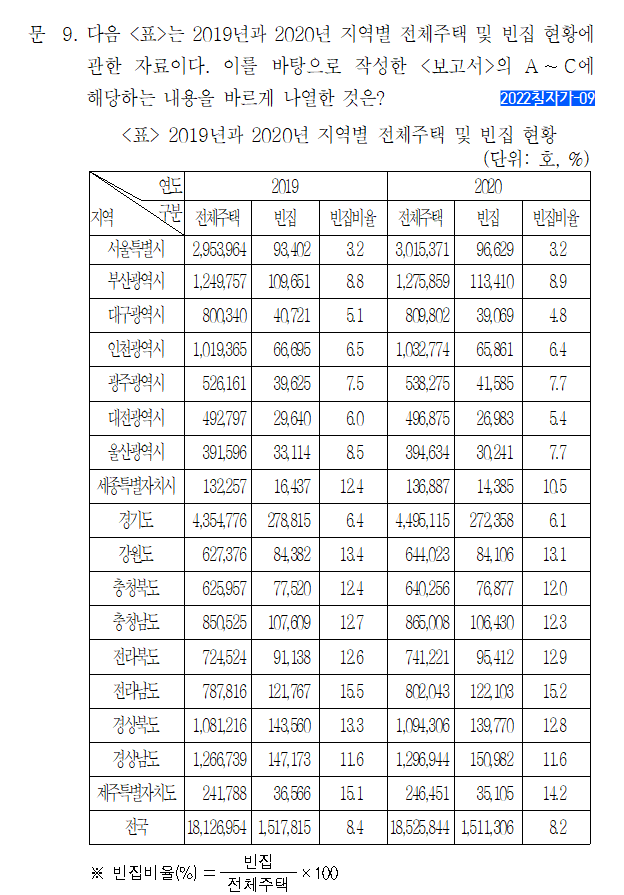 문 9. 다음 <표>는 2019년과 2020년 지역별 전체주택 및 빈집 현황에
관한 자료이다. 이를 바탕으로 작성한 <보고서>의 A~C에
해당하는 내용을 바르게 나열한 것은?
2022칠자가-09
<표> 2019년과 2020년 지역별 전체주택 및 빈집 현황
(단위: 호, %)
연도 2019 2020
지역 구분 전체주택 빈집 빈집비율 전체주택 빈집 빈집비율
서울특별시 2,953,964 93,402 3.2 3,015,371 96,629 3.2
부산광역시 1,249,757 109,651 8.8 1,275,859 113,410 8.9
대구광역시 800,340 40,721 5.1 809,802 39,069 4.8
인천광역시 1,019,365 66,695 6.5 1,032,774 65,861 6.4
광주광역시 526,161 39,625 7.5 538,275 41,585 7.7
대전광역시 492,797 29,640 6.0 496,875 26,983 5.4
울산광역시 391,596 33,114 8.5 394,634 30,241 7.7
세종특별자치시 132,257 16,437 12.4 136,887 14,385 10.5
경기도 4,354,776 278,815 6.4 4,495,115 272,358 6.1
강원도 627,376 84,382 13.4 644,023 84,106 13.1
충청북도 625,957 77,520 12.4 640,256 76,877 12.0
충청남도 850,525 107,609 12.7 865,008 106,430 12.3
전라북도 724,524 91,138 12.6 741,221 95,412 12.9
전라남도 787,816 121,767 15.5 802,043 122,103 15.2
경상북도 1,081,216 143,560 13.3 1,094,306 139,770 12.8
경상남도 1,266,739 147,173 11.6 1,296,944 150,982 11.6
제주특별자치도 241,788 36,566 15.1 246,451 35,105 14.2
전국 18,126,954 1,517,815 8.4 18,525,844 1,511,306 8.2
※ 빈집비율(%) = 빈집 / 전체주택 × 100